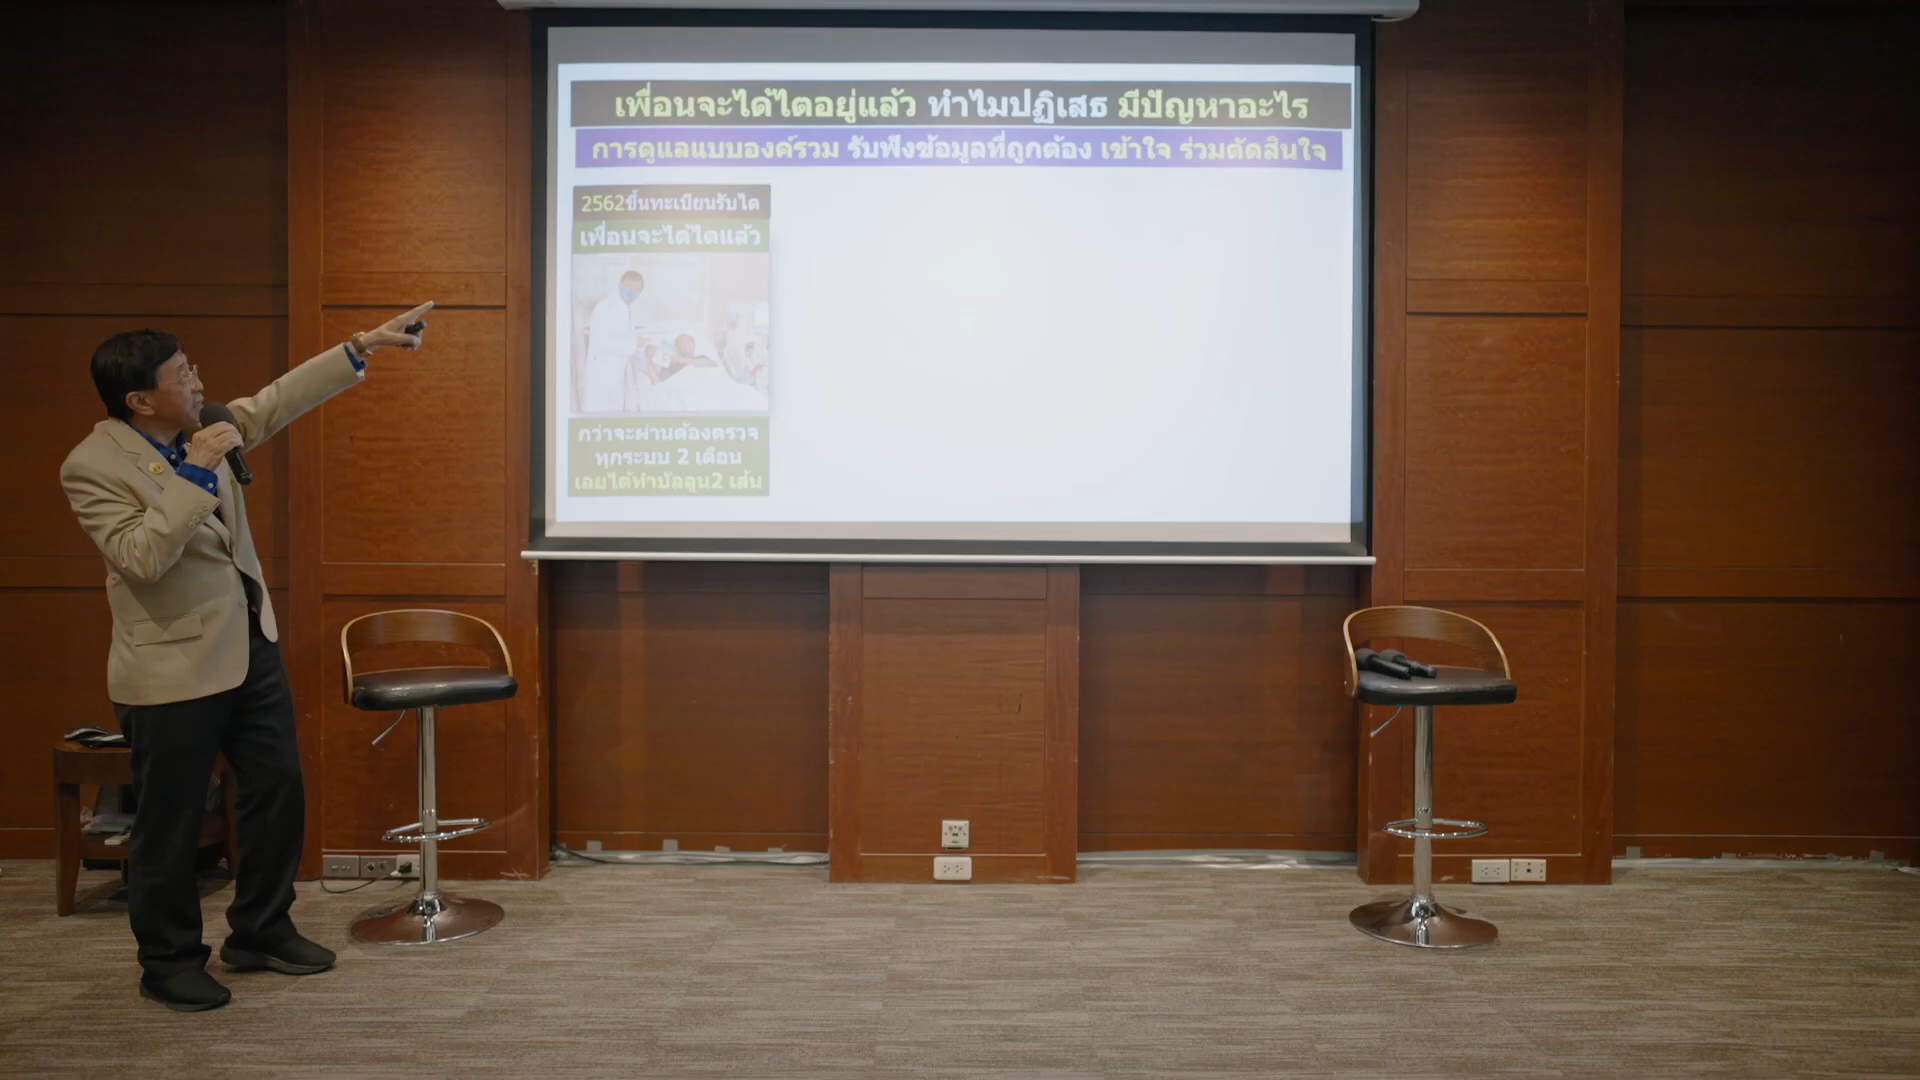 เพื่อนจะได้ไตอยู่แล้ว ทำไมปฏิเสธ มีปัญหาอะไร
การดูแลแบบองค์รวม รับฟังข้อมูลที่ถูกต้อง เข้าใจ ร่วมตัดสินใจ
2562ขึ้นทะเบียนรับไต
เพื่อนจะได้ไตแล้ว
กว่าจะผ่านต้องตรวจ
ทุกระบบ 2 เดือน
เลยได้ทำบัลลูน2 เส้น